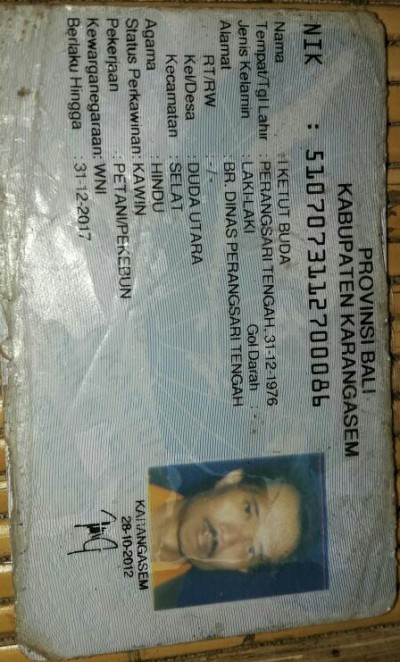 PROVINSI BALI
KABUPATEN KARANGASEM
NIK : 5107073112700086
Nama : I KETUT BUDA
Tempat/Tgl Lahir : PERANGSARI TENGAH, 31-12-1976
Jenis Kelamin : LAKI-LAKI Gol Darah : -
Alamat : BR. DINAS PERANGSARI TENGAH
RT/RW : -/-
Kel/Desa : DUDA UTARA
Kecamatan : SELAT
Agama : HINDU
Status Perkawinan: KAWIN
Pekerjaan : PETANI/PEKEBUN
Kewarganegaraan: WNI
Berlaku Hingga : 31-12-2017
KARANGASEM
28-10-2012